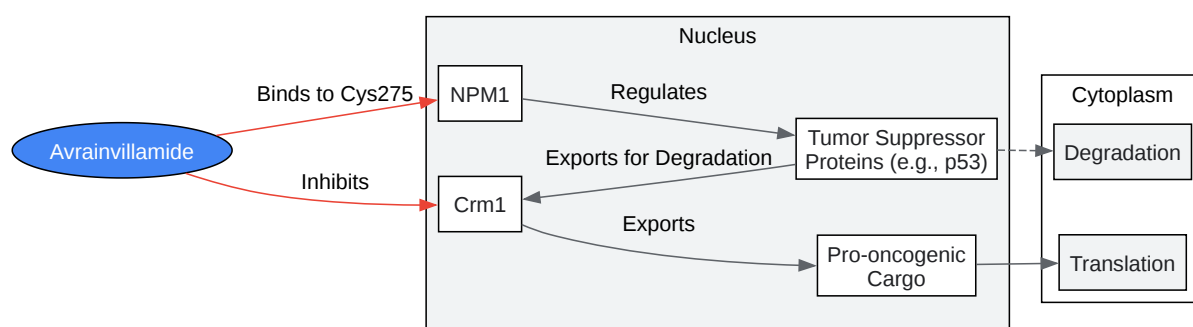 Nucleus
Binds to Cys275
NPM1
Regulates
Cytoplasm
Avrainvillamide
Tumor Suppressor
Proteins (e.g., p53)
Degradation
Exports for Degradation
Inhibits
Crm1
Exports
Pro-oncogenic
Cargo
Translation